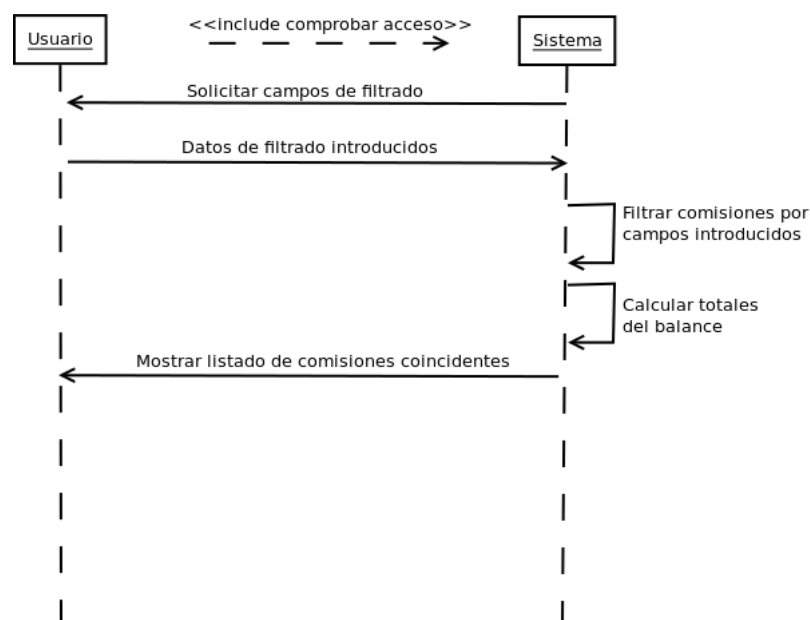 <<include comprobar acceso>>
Usuario
Sistema
Solicitar campos de filtrado
Datos de filtrado introducidos
Filtrar comisiones por
campos introducidos
Calcular totales
del balance
Mostrar listado de comisiones coincidentes